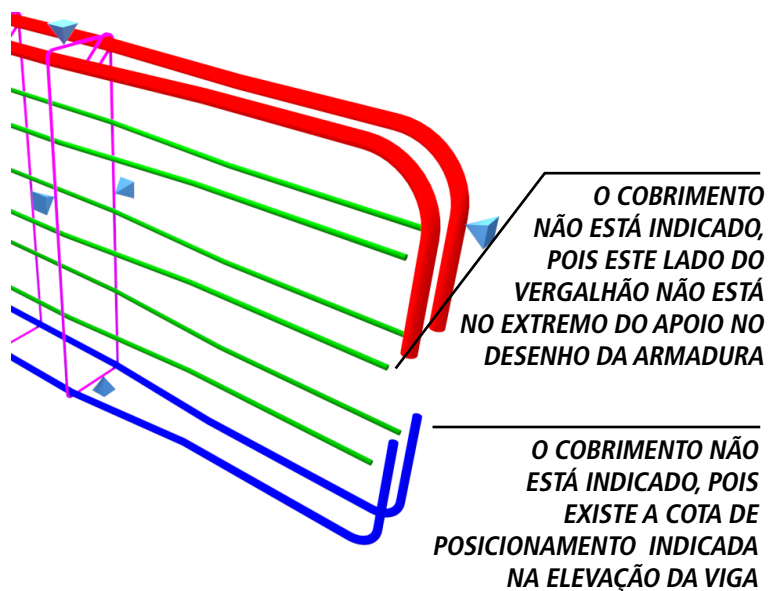 O COBRIMENTO
NÃO ESTÁ INDICADO,
POIS ESTE LADO DO
VERGALHÃO NÃO ESTÁ
NO EXTREMO DO APOIO NO
DESENHO DA ARMADURA
O COBRIMENTO NÃO
ESTÁ INDICADO, POIS
EXISTE A COTA DE
POSICIONAMENTO INDICADA
NA ELEVAÇÃO DA VIGA